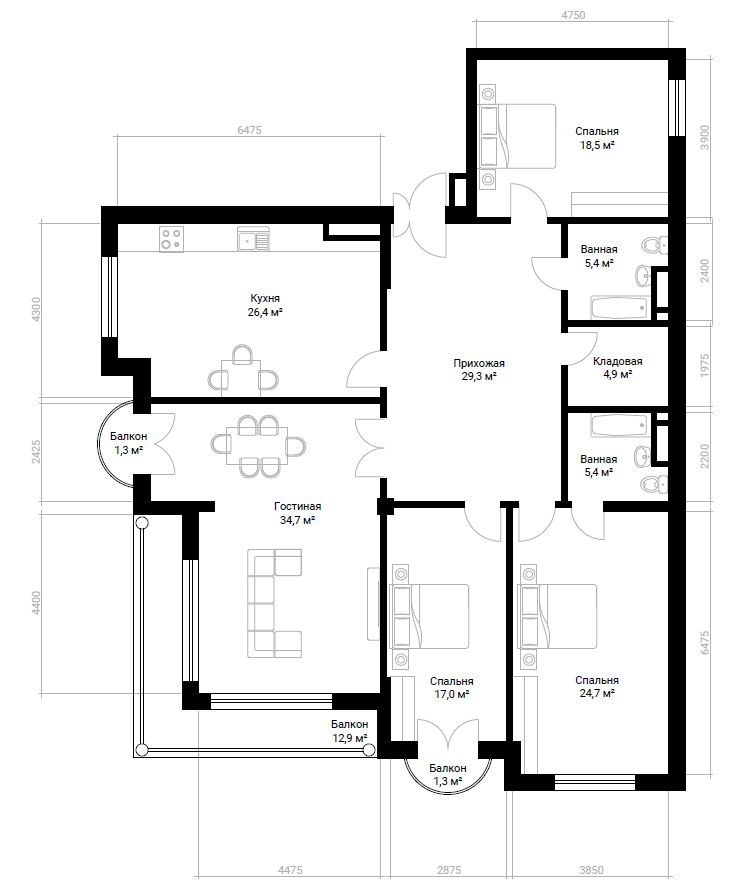 4750
6475
3900
Спальня
18,5 м²
Ванная
5,4 м²
2400
4300
Кухня
26,4 м²
Прихожая
29,3 м²
Кладовая
4,9 м²
1975
2425
Балкон
1,3 м²
Ванная
5,4 м²
2200
Гостиная
34,7 м²
4400
6475
Спальня
17,0 м²
Спальня
24,7 м²
Балкон
12,9 м²
Балкон
1,3 м²
4475
2875
3850